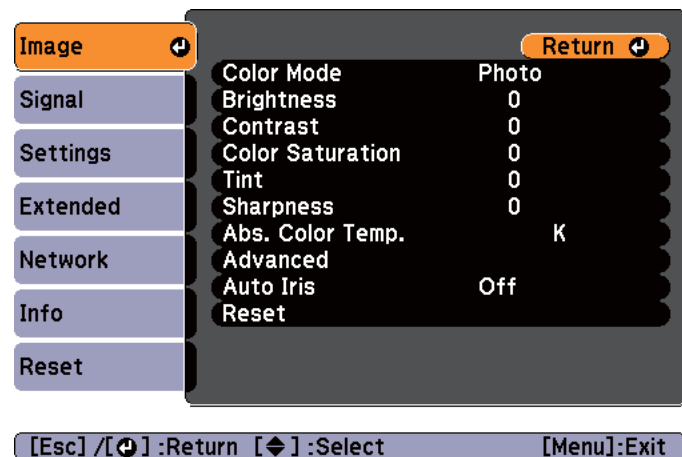 Image
Signal
Settings
Extended
Network
Info
Reset
Return
Color Mode Photo
Brightness 0
Contrast 0
Color Saturation 0
Tint 0
Sharpness 0
Abs. Color Temp. K
Advanced
Auto Iris Off
Reset
[Esc] /[⏎] :Return [◆] :Select [Menu]:Exit